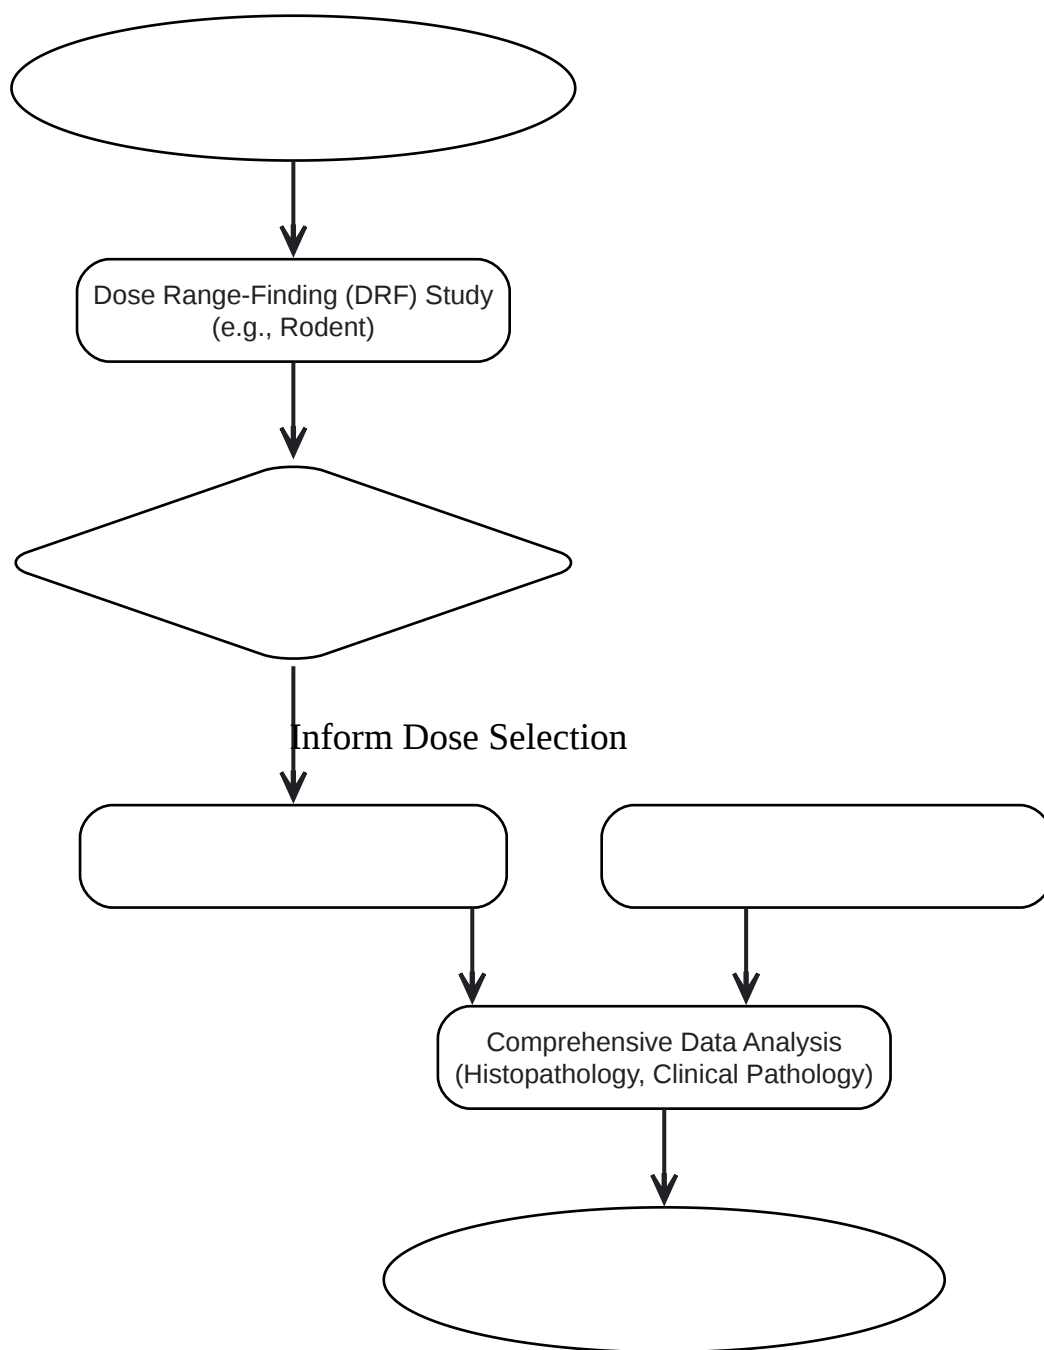 Dose Range-Finding (DRF) Study
(e.g., Rodent)
Inform Dose Selection
Comprehensive Data Analysis
(Histopathology, Clinical Pathology)